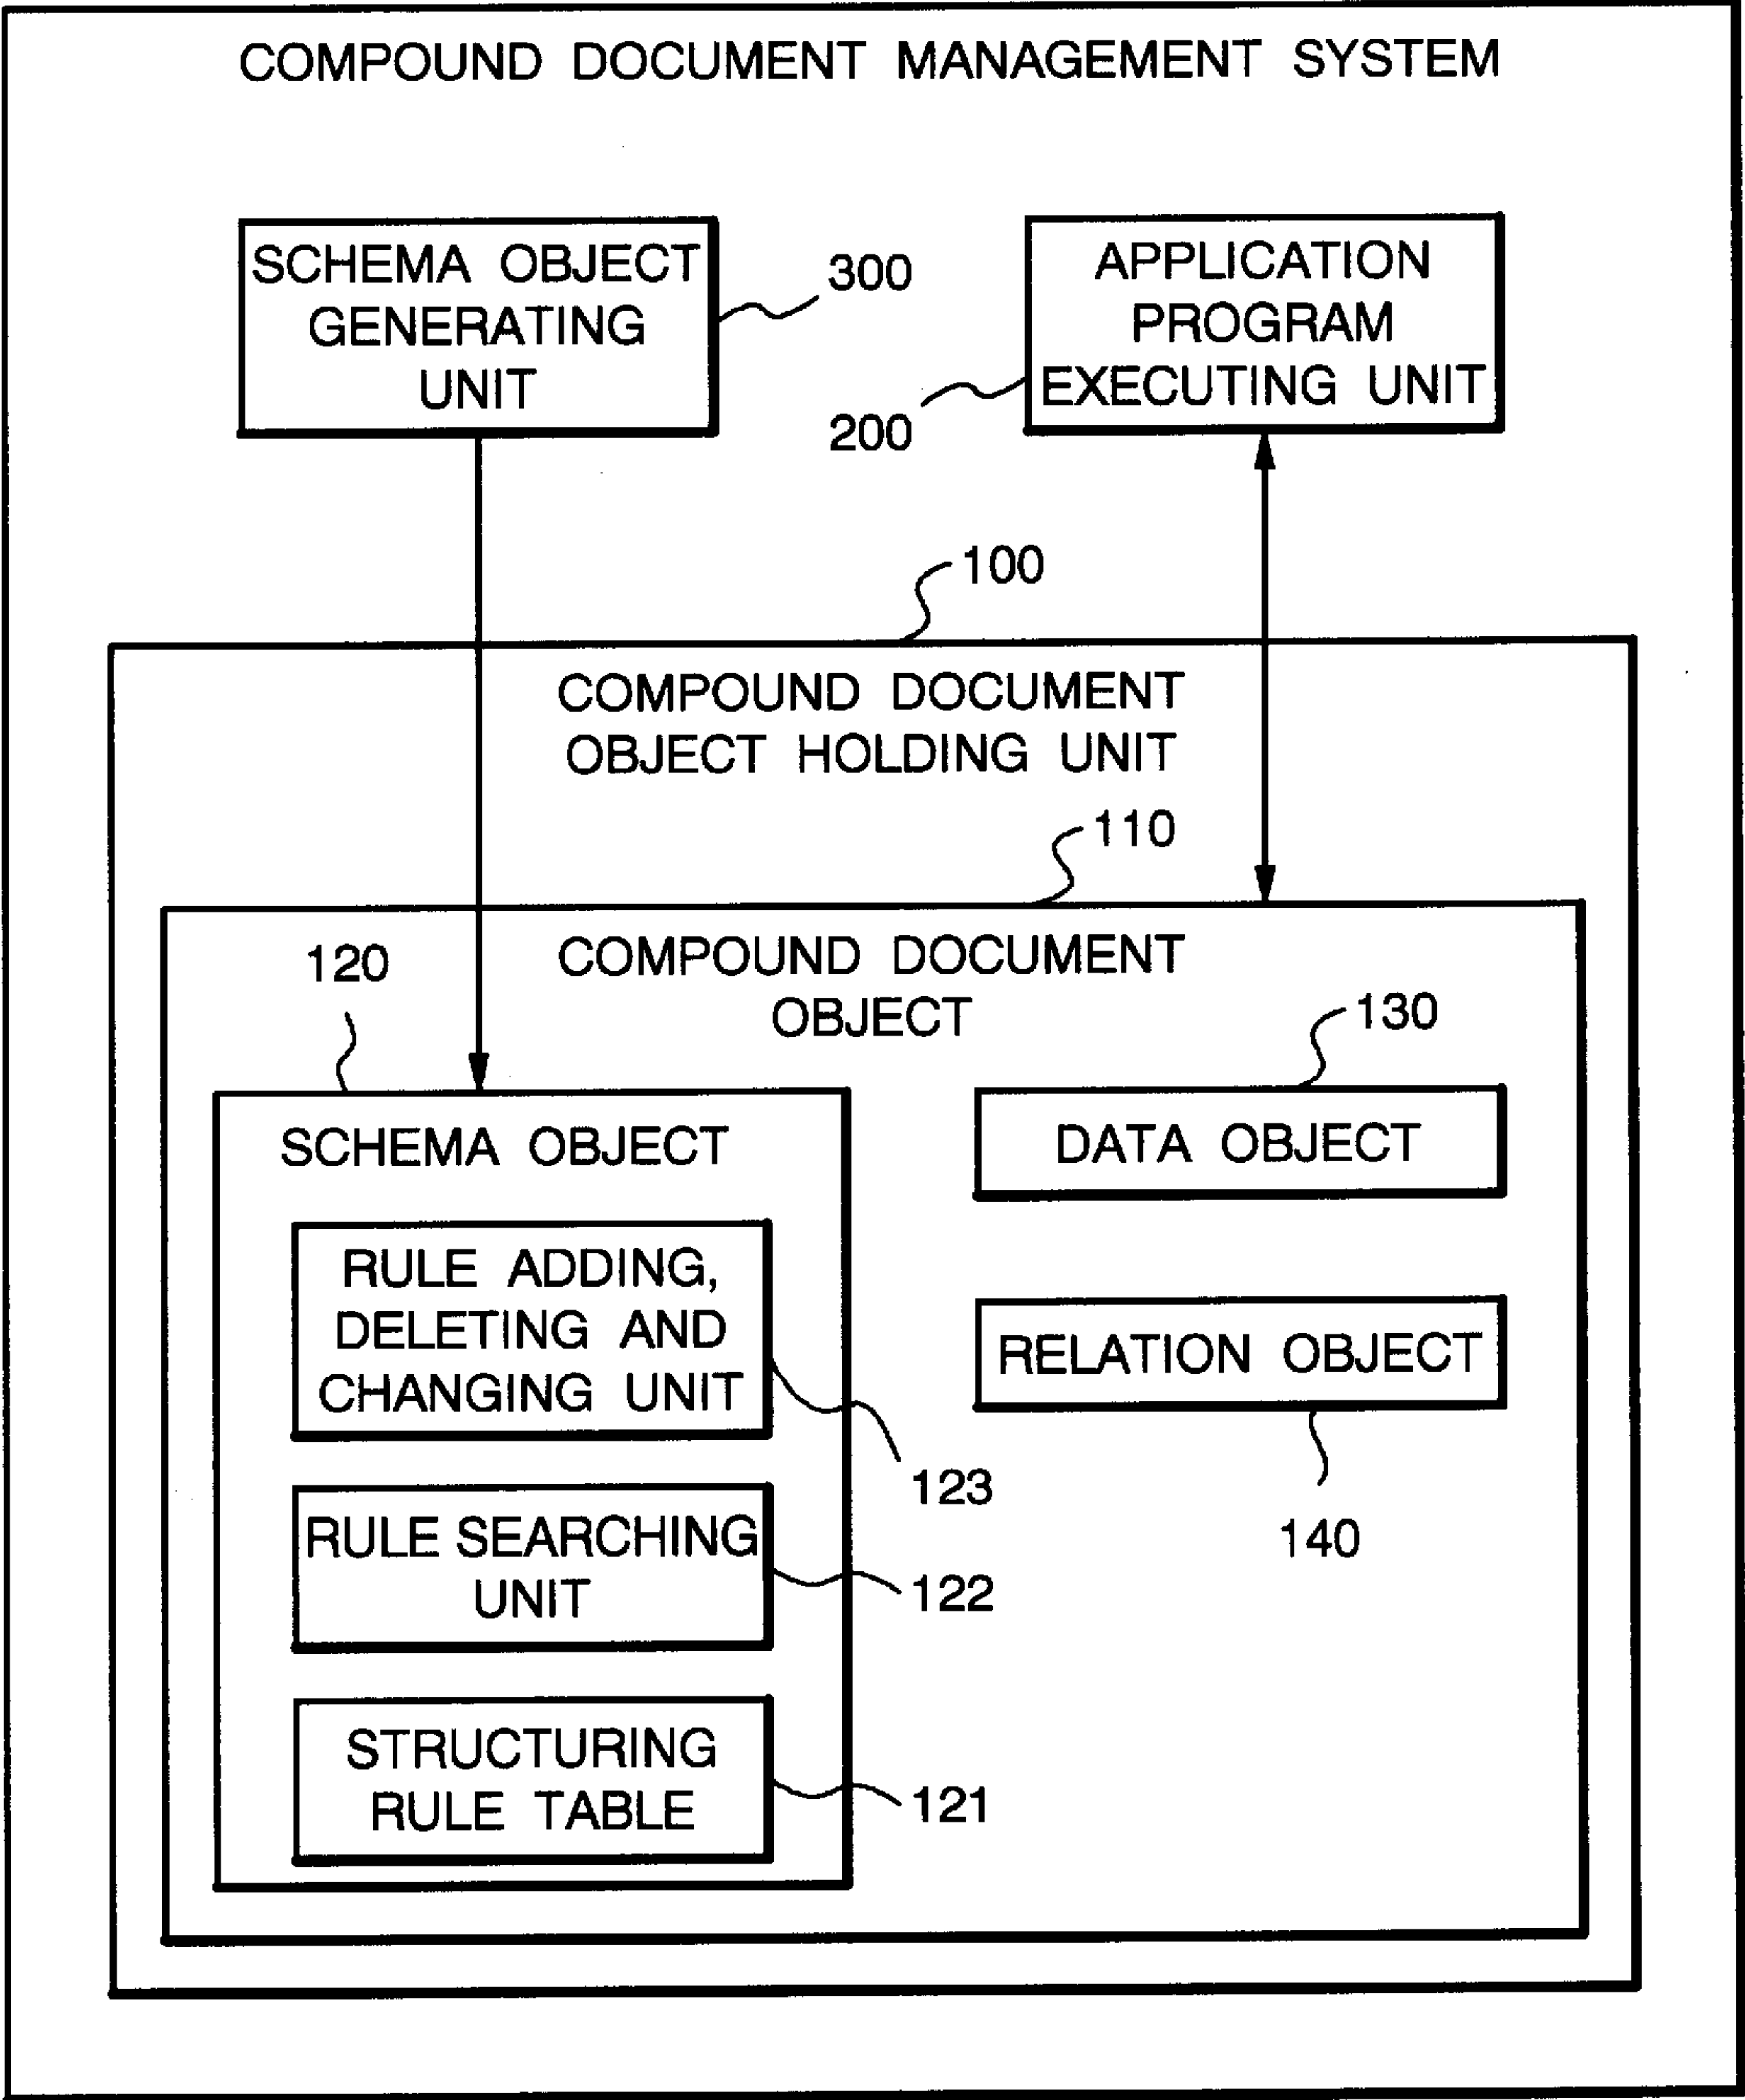 COMPOUND DOCUMENT MANAGEMENT SYSTEM
SCHEMA OBJECT
GENERATING
UNIT
300
APPLICATION
PROGRAM
EXECUTING UNIT
200
100
COMPOUND DOCUMENT
OBJECT HOLDING UNIT
110
COMPOUND DOCUMENT
OBJECT
120
130
SCHEMA OBJECT
DATA OBJECT
RULE ADDING,
DELETING AND
CHANGING UNIT
123
RELATION OBJECT
140
RULE SEARCHING
UNIT
122
STRUCTURING
RULE TABLE
121